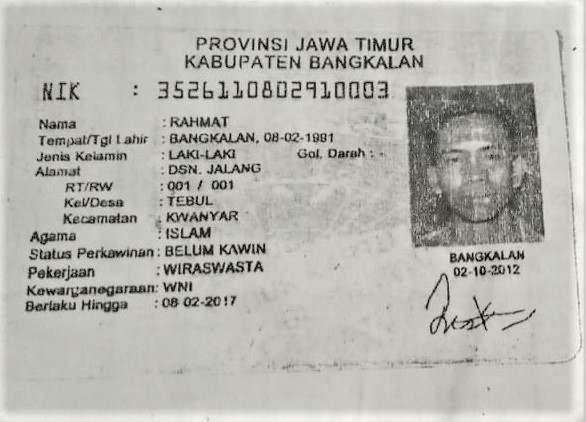 PROVINSI JAWA TIMUR
KABUPATEN BANGKALAN
NIK : 3526110802910003
Nama : RAHMAT
Tempat/Tgl Lahir : BANGKALAN, 08-02-1991
Jenis Kelamin : LAKI-LAKI Gol. Darah : -
Alamat : DSN. JALANG
RT/RW : 001 / 001
Kel/Desa : TEBUL
Kecamatan : KWANYAR
Agama : ISLAM
Status Perkawinan : BELUM KAWIN
Pekerjaan : WIRASWASTA
Kewarganegaraan : WNI
Berlaku Hingga : 08-02-2017
BANGKALAN
02-10-2012